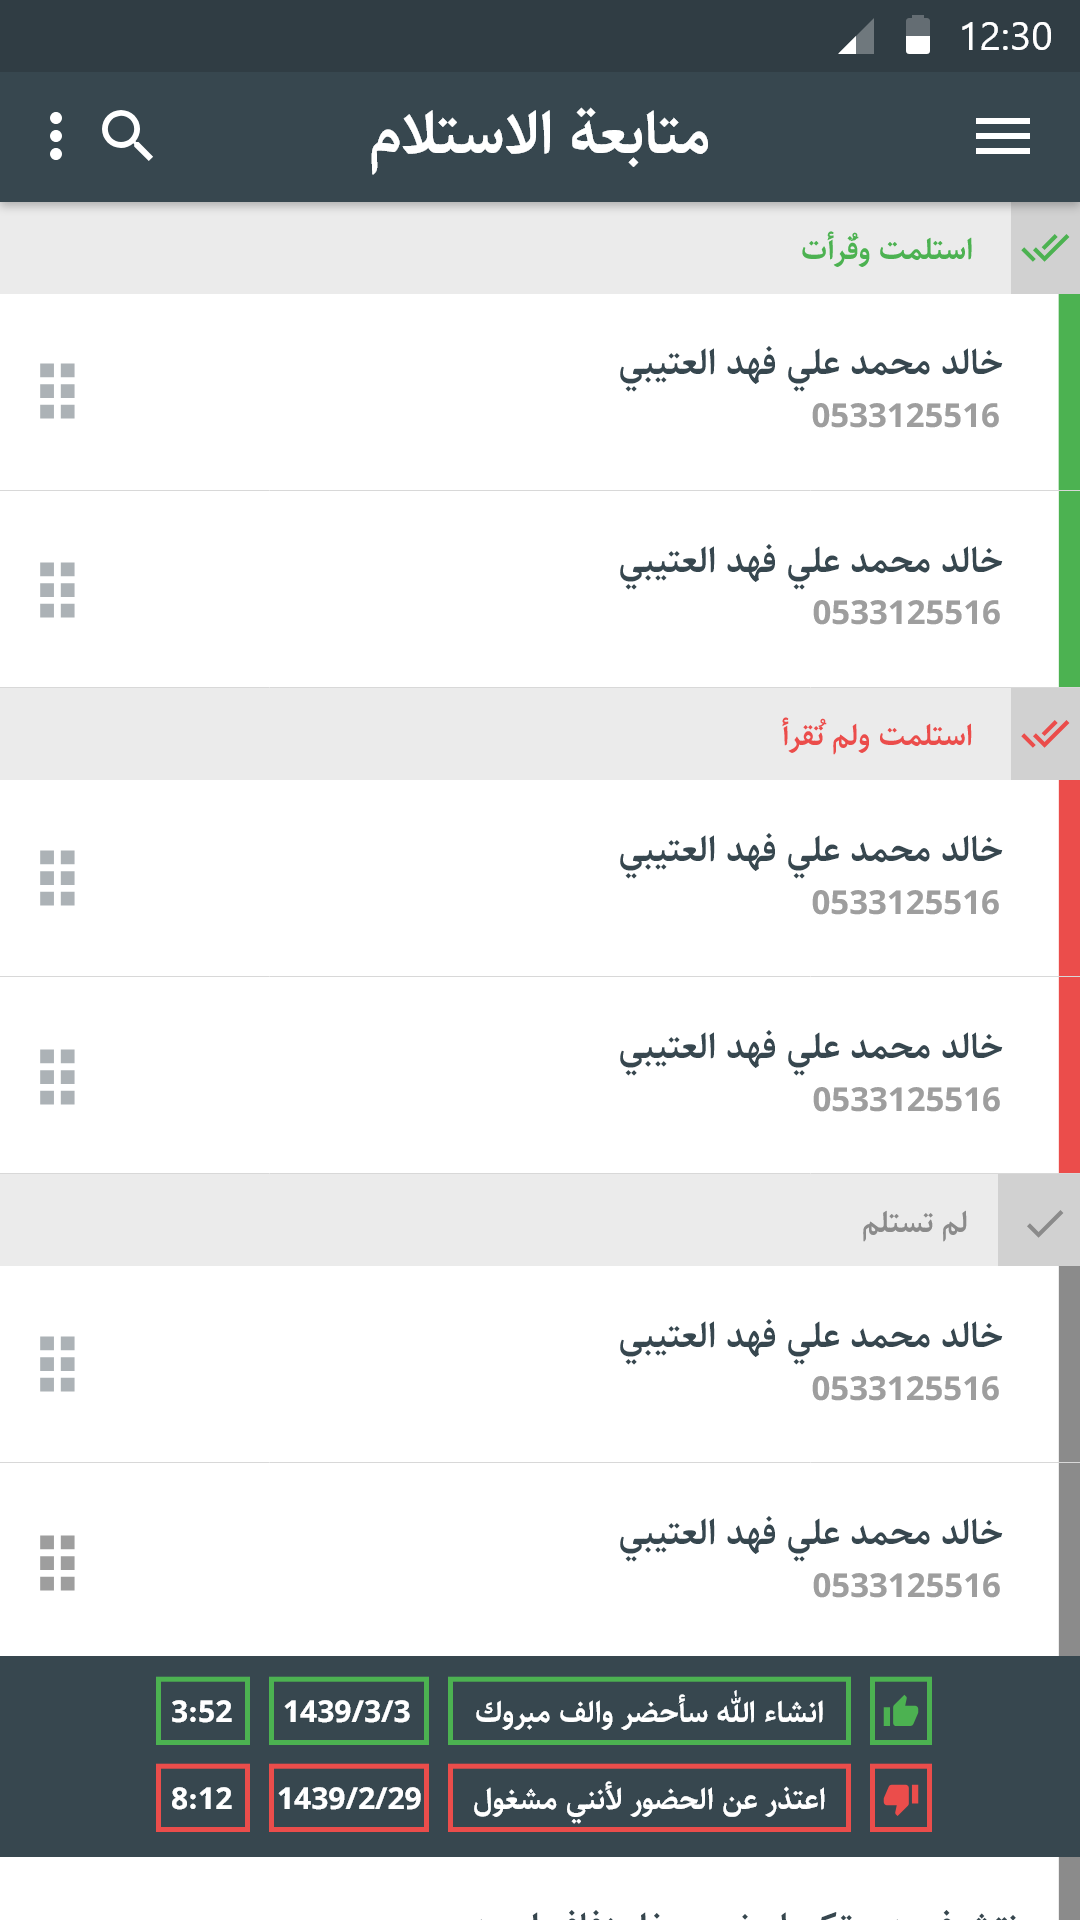 12:30
متابعة الاستلام
استلمت وقُرأت
خالد محمد علي فهد العتيبي
0533125516
خالد محمد علي فهد العتيبي
0533125516
استلمت ولم تُقرأ
خالد محمد علي فهد العتيبي
0533125516
خالد محمد علي فهد العتيبي
0533125516
لم تستلم
خالد محمد علي فهد العتيبي
0533125516
خالد محمد علي فهد العتيبي
0533125516
انشاء الله سأحضر والف مبروك 1439/3/3 3:52
اعتذر عن الحضور لأنني مشغول 1439/2/29 8:12